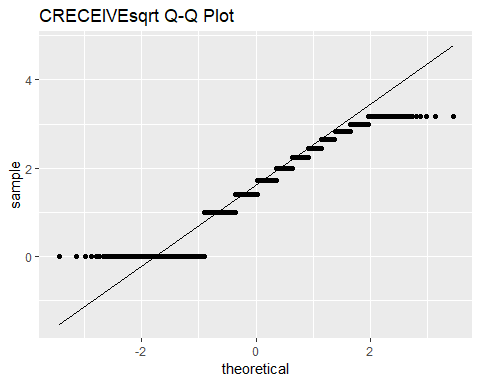 CRECEIVEsqrt Q-Q Plot
4
2
0
sample
-2 0 2
theoretical